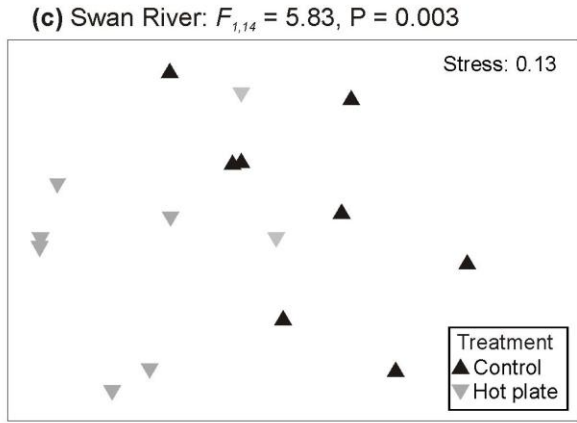 (c) Swan River: F1,14 = 5.83, P = 0.003
Stress: 0.13
Treatment
Control
Hot plate